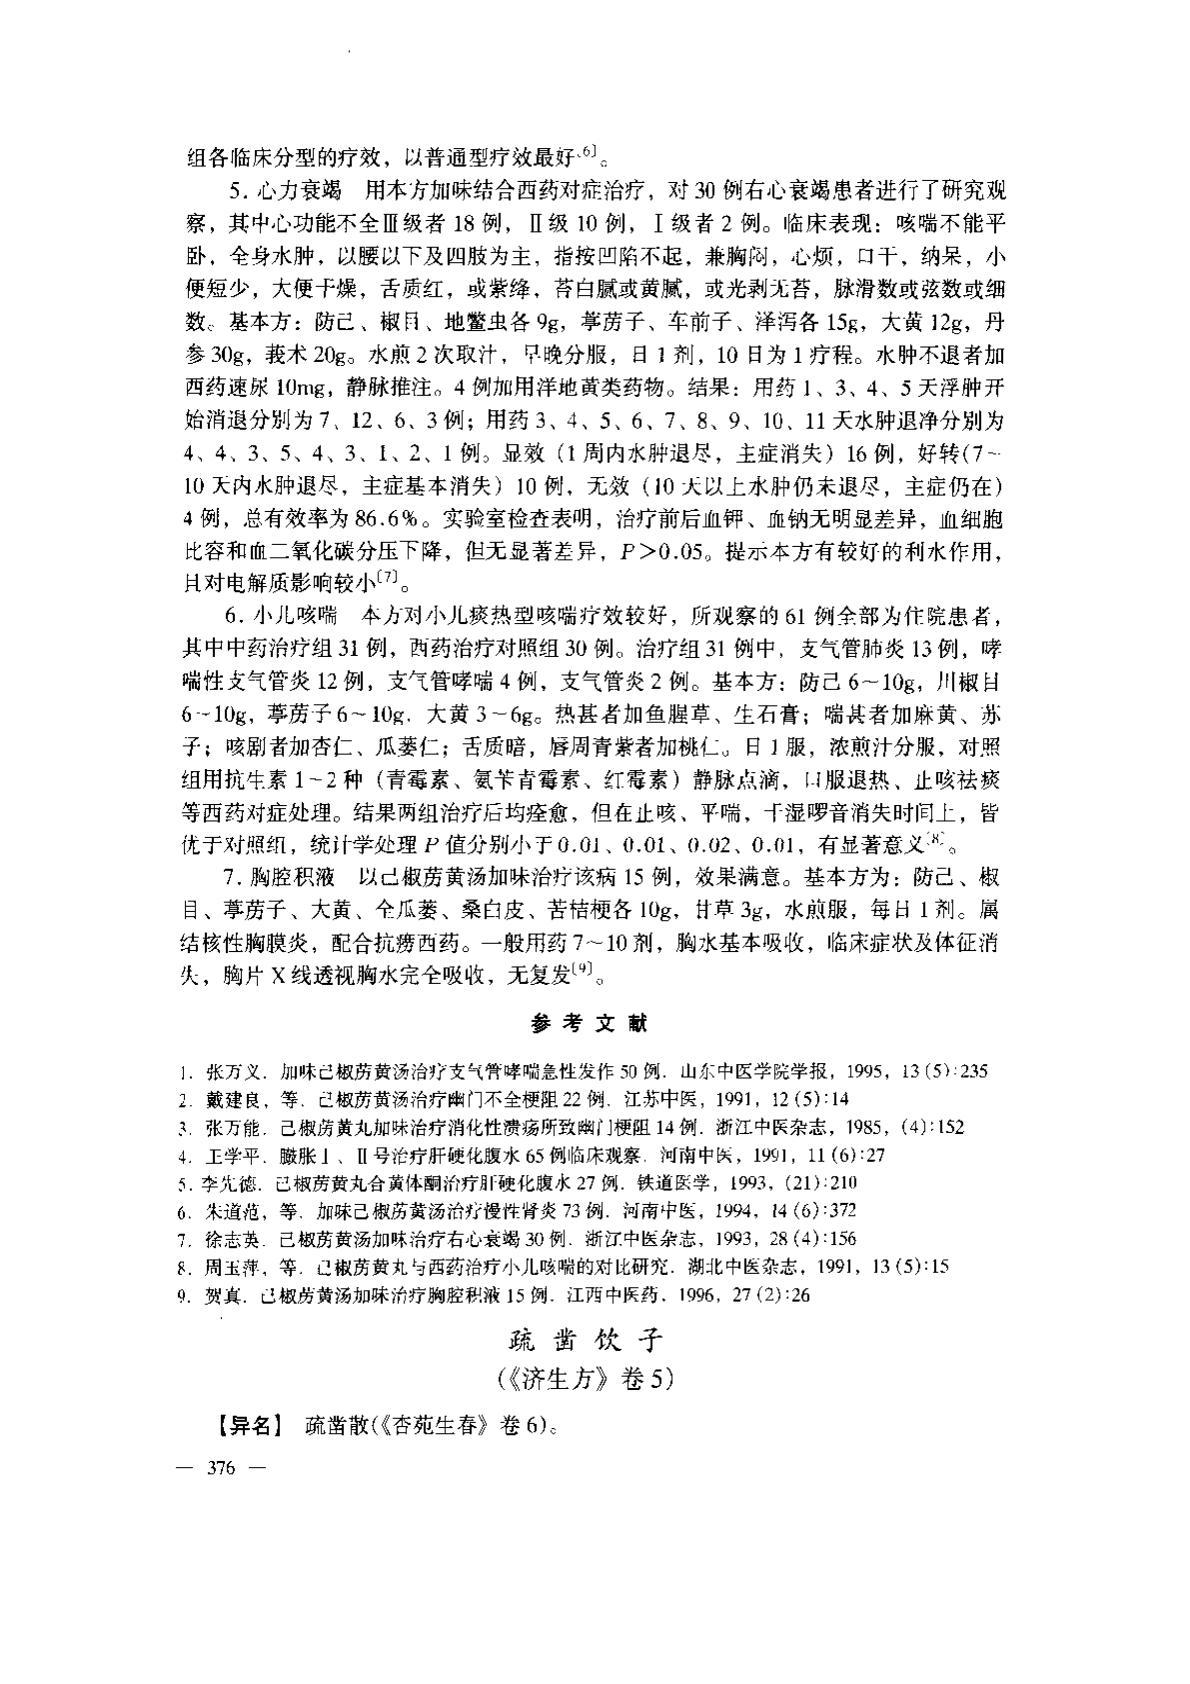 组各临床分型的疗效，以普通型疗效最好〔6〕。
5. 心力衰竭　用本方加味结合西药对症治疗，对 30 例右心衰竭患者进行了研究观
察，其中心功能不全Ⅲ级者 18 例，Ⅱ级 10 例，Ⅰ级者 2 例。临床表现：咳喘不能平
卧，全身水肿，以腰以下及四肢为主，指按凹陷不起，兼胸闷，心烦，口干，纳呆，小
便短少，大便干燥，舌质红，或紫绛，苔白腻或黄腻，或光剥无苔，脉滑数或弦数或细
数。基本方：防己、椒目、地鳖虫各 9g，葶苈子、车前子、泽泻各 15g，大黄 12g，丹
参 30g，莪术 20g。水煎 2 次取汁，早晚分服，日 1 剂，10 日为 1 疗程。水肿不退者加
西药速尿 10mg，静脉推注。4 例加用洋地黄类药物。结果：用药 1、3、4、5 天浮肿开
始消退分别为 7、12、6、3 例；用药 3、4、5、6、7、8、9、10、11 天水肿退净分别为
4、4、3、5、4、3、1、2、1 例。显效（1 周内水肿退尽，主症消失）16 例，好转(7～
10 天内水肿退尽，主症基本消失）10 例，无效（10 天以上水肿仍未退尽，主症仍在）
4 例，总有效率为 86.6%。实验室检查表明，治疗前后血钾、血钠无明显差异，血细胞
比容和血二氧化碳分压下降，但无显著差异，P＞0.05。提示本方有较好的利水作用，
且对电解质影响较小〔7〕。
6. 小儿咳喘　本方对小儿痰热型咳喘疗效较好，所观察的 61 例全部为住院患者，
其中中药治疗组 31 例，西药治疗对照组 30 例。治疗组 31 例中，支气管肺炎 13 例，哮
喘性支气管炎 12 例，支气管哮喘 4 例，支气管炎 2 例。基本方：防己 6～10g，川椒目
6～10g，葶苈子 6～10g，大黄 3～6g。热甚者加鱼腥草、生石膏；喘甚者加麻黄、苏
子；咳剧者加杏仁、瓜蒌仁；舌质暗，唇周青紫者加桃仁。日 1 服，浓煎汁分服，对照
组用抗生素 1～2 种（青霉素、氨苄青霉素、红霉素）静脉点滴，口服退热、止咳祛痰
等西药对症处理。结果两组治疗后均痊愈，但在止咳、平喘，干湿啰音消失时间上，皆
优于对照组，统计学处理 P 值分别小于 0.01、0.01、0.02、0.01，有显著意义〔8〕。
7. 胸腔积液　以己椒苈黄汤加味治疗该病 15 例，效果满意。基本方为：防己、椒
目、葶苈子、大黄、全瓜蒌、桑白皮、苦桔梗各 10g，甘草 3g，水煎服，每日 1 剂。属
结核性胸膜炎，配合抗痨西药。一般用药 7～10 剂，胸水基本吸收，临床症状及体征消
失，胸片 X 线透视胸水完全吸收，无复发〔9〕。
参 考 文 献
1. 张万义．加味己椒苈黄汤治疗支气管哮喘急性发作 50 例．山东中医学院学报，1995，13 (5):235
2. 戴建良，等．己椒苈黄汤治疗幽门不全梗阻 22 例．江苏中医，1991，12 (5):14
3. 张万能．己椒苈黄丸加味治疗消化性溃疡所致幽门梗阻 14 例．浙江中医杂志，1985，(4):152
4. 王学平．臌胀Ⅰ、Ⅱ号治疗肝硬化腹水 65 例临床观察．河南中医，1991，11 (6):27
5. 李先德．己椒苈黄丸合黄体酮治疗肝硬化腹水 27 例．铁道医学，1993，(21):210
6. 朱道范，等．加味己椒苈黄汤治疗慢性肾炎 73 例．河南中医，1994，14 (6):372
7. 徐志英．己椒苈黄汤加味治疗右心衰竭 30 例．浙江中医杂志，1993，28 (4):156
8. 周玉萍，等．己椒苈黄丸与西药治疗小儿咳喘的对比研究．湖北中医杂志，1991，13 (5):15
9. 贺真．己椒苈黄汤加味治疗胸腔积液 15 例．江西中医药，1996，27 (2):26
疏 凿 饮 子
(《济生方》卷 5)
【异名】　疏凿散(《杏苑生春》卷 6)。
— 376 —